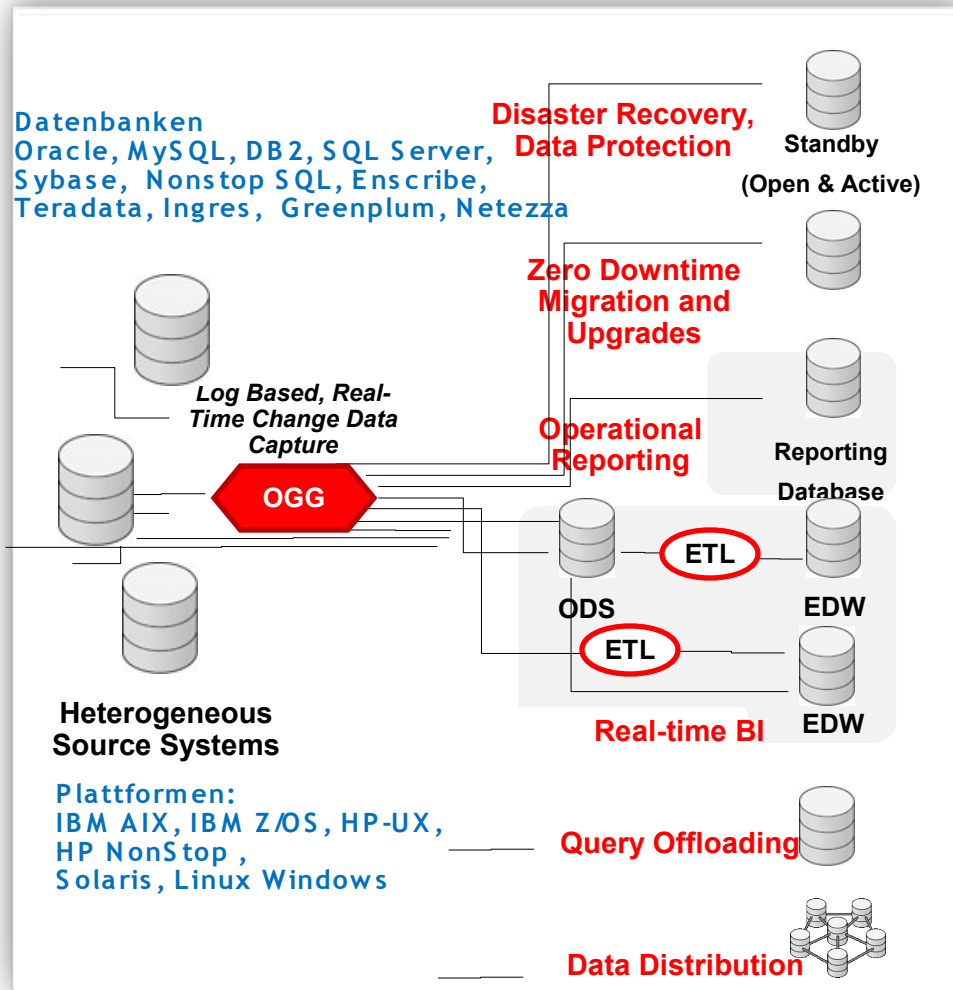 Datenbanken
Oracle, MySQL, DB2, SQL Server,
Sybase, Nonstop SQL, Enscribe,
Teradata, Ingres, Greenplum, Netezza
Disaster Recovery,
Data Protection
Standby
(Open & Active)
Zero Downtime
Migration and
Upgrades
Log Based, Real-
Time Change Data
Capture
OGG
Operational
Reporting
Reporting
Database
ETL
ODS
EDW
ETL
EDW
Real-time BI
Heterogeneous
Source Systems
Plattformen:
IBM AIX, IBM Z/OS, HP-UX,
HP NonStop ,
Solaris, Linux Windows
Query Offloading
Data Distribution